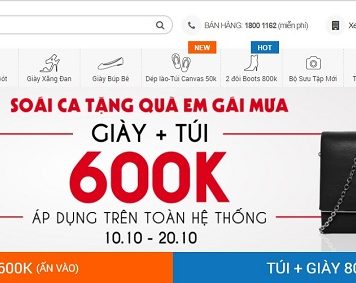 BÁN HÀNG: 1800 1162 (miễn phí)
NEW
HOT
Giày Xăng Đan
Giày Búp Bê
Dép lào-Túi Canvas 50k
2 đôi Boots 800k
Bộ Sưu Tập Mới
SOÁI CA TẶNG QUÀ EM GÁI MƯA
GIÀY + TÚI
600K
ÁP DỤNG TRÊN TOÀN HỆ THỐNG
10.10 - 20.10
600K (ẤN VÀO)
TÚI + GIÀY 80